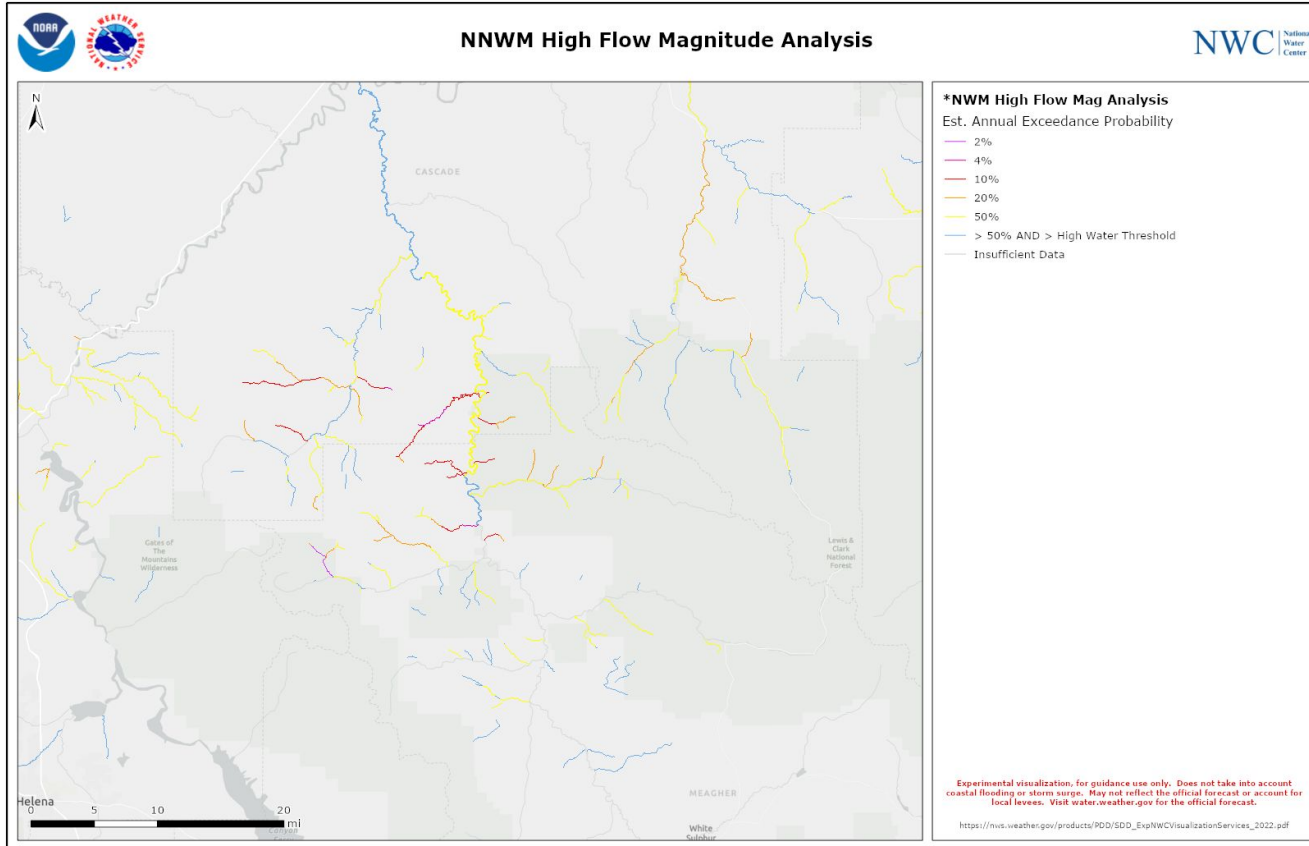 NOAA
NATIONAL WEATHER SERVICE
NNWM High Flow Magnitude Analysis
NWC
National
Water
Center
N
CASCADE
Gates of
The
Mountains
Wilderness
Lewis &
Clark
National
Forest
Helena
MEAGHER
White
Sulphur
Canyon
0 5 10 20
mi
*NWM High Flow Mag Analysis
Est. Annual Exceedance Probability
2%
4%
10%
20%
50%
> 50% AND > High Water Threshold
Insufficient Data
Experimental visualization, for guidance use only. Does not take into account
coastal flooding or storm surge. May not reflect the official forecast or account for
local levees. Visit water.weather.gov for the official forecast.
https://nws.weather.gov/products/PDD/SDD_ExpNWCVisualizationServices_2022.pdf